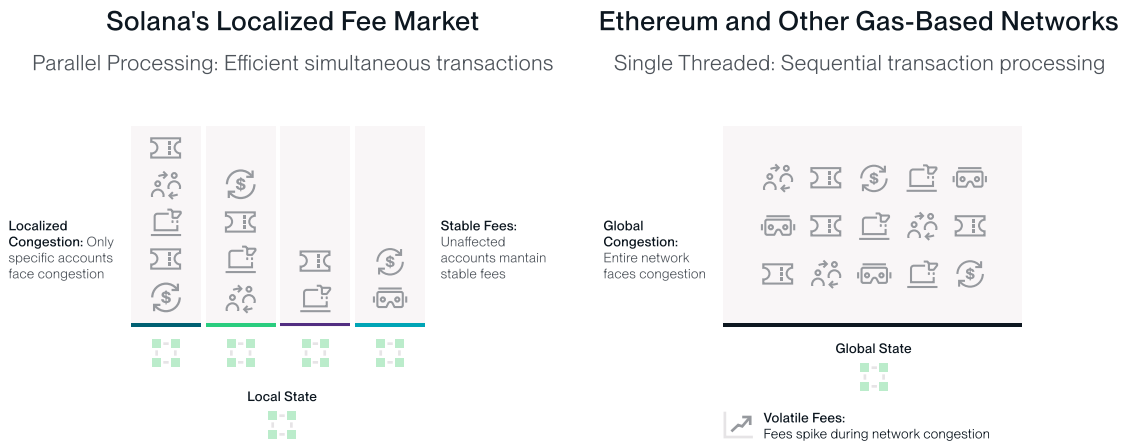 Solana's Localized Fee Market
Parallel Processing: Efficient simultaneous transactions
Localized
Congestion: Only
specific accounts
face congestion
Stable Fees:
Unaffected
accounts mantain
stable fees
Local State
Ethereum and Other Gas-Based Networks
Single Threaded: Sequential transaction processing
Global
Congestion:
Entire network
faces congestion
Global State
Volatile Fees:
Fees spike during network congestion